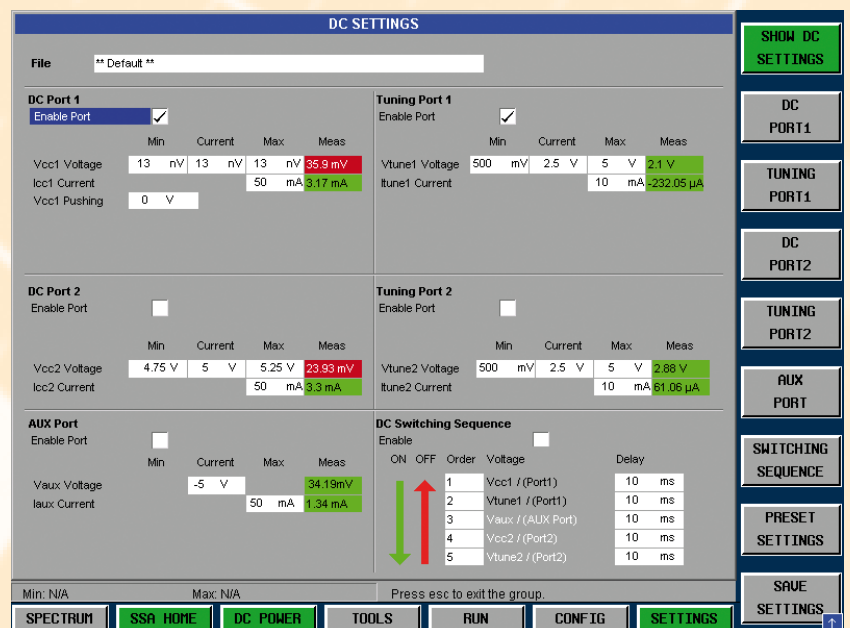 DC SETTINGS
File ** Default **
DC Port 1
Enable Port
Min Current Max Meas
Vcc1 Voltage 13 nV 13 nV 13 nV 35.9 mV
Icc1 Current 50 mA 3.17 mA
Vcc1 Pushing 0 V
Tuning Port 1
Enable Port
Min Current Max Meas
Vtune1 Voltage 500 mV 2.5 V 5 V 2.1 V
Itune1 Current 10 mA -232.05 µA
DC Port 2
Enable Port
Min Current Max Meas
Vcc2 Voltage 4.75 V 5 V 5.25 V 23.93 mV
Icc2 Current 50 mA 3.3 mA
Tuning Port 2
Enable Port
Min Current Max Meas
Vtune2 Voltage 500 mV 2.5 V 5 V 2.88 V
Itune2 Current 10 mA 61.06 µA
AUX Port
Enable Port
Min Current Max Meas
Vaux Voltage -5 V 34.19mV
Iaux Current 50 mA 1.34 mA
DC Switching Sequence
Enable
ON OFF Order Voltage Delay
1 Vcc1 / (Port1) 10 ms
2 Vtune1 / (Port1) 10 ms
3 Vaux / (AUX Port) 10 ms
4 Vcc2 / (Port2) 10 ms
5 Vtune2 / (Port2) 10 ms
Min: N/A Max: N/A Press esc to exit the group.
SHOW DC
SETTINGS
DC
PORT1
TUNING
PORT1
DC
PORT2
TUNING
PORT2
AUX
PORT
SWITCHING
SEQUENCE
PRESET
SETTINGS
SAVE
SETTINGS
SPECTRUM SSA HOME DC POWER TOOLS RUN CONFIG SETTINGS